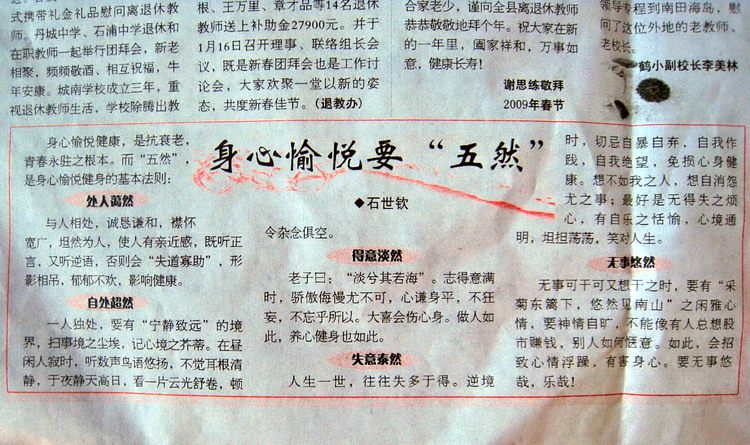 式携带礼金礼品慰问离退休教
师。丹城中学、石浦中学退休和
在职教师一起举行团拜会，新老
相聚，频频敬酒、相互祝福，牛
年安康。城南学校成立三年，重
视退休教师生活，学校除腾出教
根、王万里、章才品等14名退休
教师送上补助金27900元。并于
1月16日召开理事、联络组长会
议，既是新春团拜会也是工作讨
论会，大家欢聚一堂以新的姿
态，共度新春佳节。(退教办)
合家老少，谨向全县离退休教师
恭恭敬敬地拜个年。祝大家在新
的一年里，阖家祥和，万事如
意，健康长寿！
谢思练敬拜
2009年春节
领导专程到南田海岛，慰
问了这位外地的老教师、
老校长。
鹤小副校长李美林
身心愉悦要“五然”
◆石世钦
身心愉悦健康，是抗衰老，
青春永驻之根本。而“五然”，
是身心愉悦健身的基本法则：
处人蔼然
与人相处，诚恳谦和，襟怀
宽广，坦然为人，使人有亲近感，既听正
言，又听逆语，否则会“失道寡助”，形
影相吊，郁郁不欢，影响健康。
自处超然
一人独处，要有“宁静致远”的境
界，扫事境之尘埃，记心境之芥蒂。在昼
闲人寂时，听数声鸟语悠扬，不觉耳根清
静，于夜静天高日，看一片云光舒卷，顿
令杂念俱空。
得意淡然
老子曰：“淡兮其若海”。志得意满
时，骄傲侮慢尤不可，心谦身平，不狂
妄，不忘乎所以。大喜会伤心身。做人如
此，养心健身也如此。
失意泰然
人生一世，往往失多于得。逆境
时，切忌自暴自弃，自我作
践，自我绝望，免损心身健
康。想不如我之人，想自消怨
尤之事；最好是无得失之烦
心，有自乐之恬愉，心境通
明，坦担荡荡，笑对人生。
无事悠然
无事可干可又想干之时，要有“采
菊东篱下，悠然见南山”之闲雅心
情，要神情自旷，不能像有人总想股
市赚钱，别人如何惬意。如此，会招
致心情浮躁，有害身心。要无事悠
哉，乐哉！